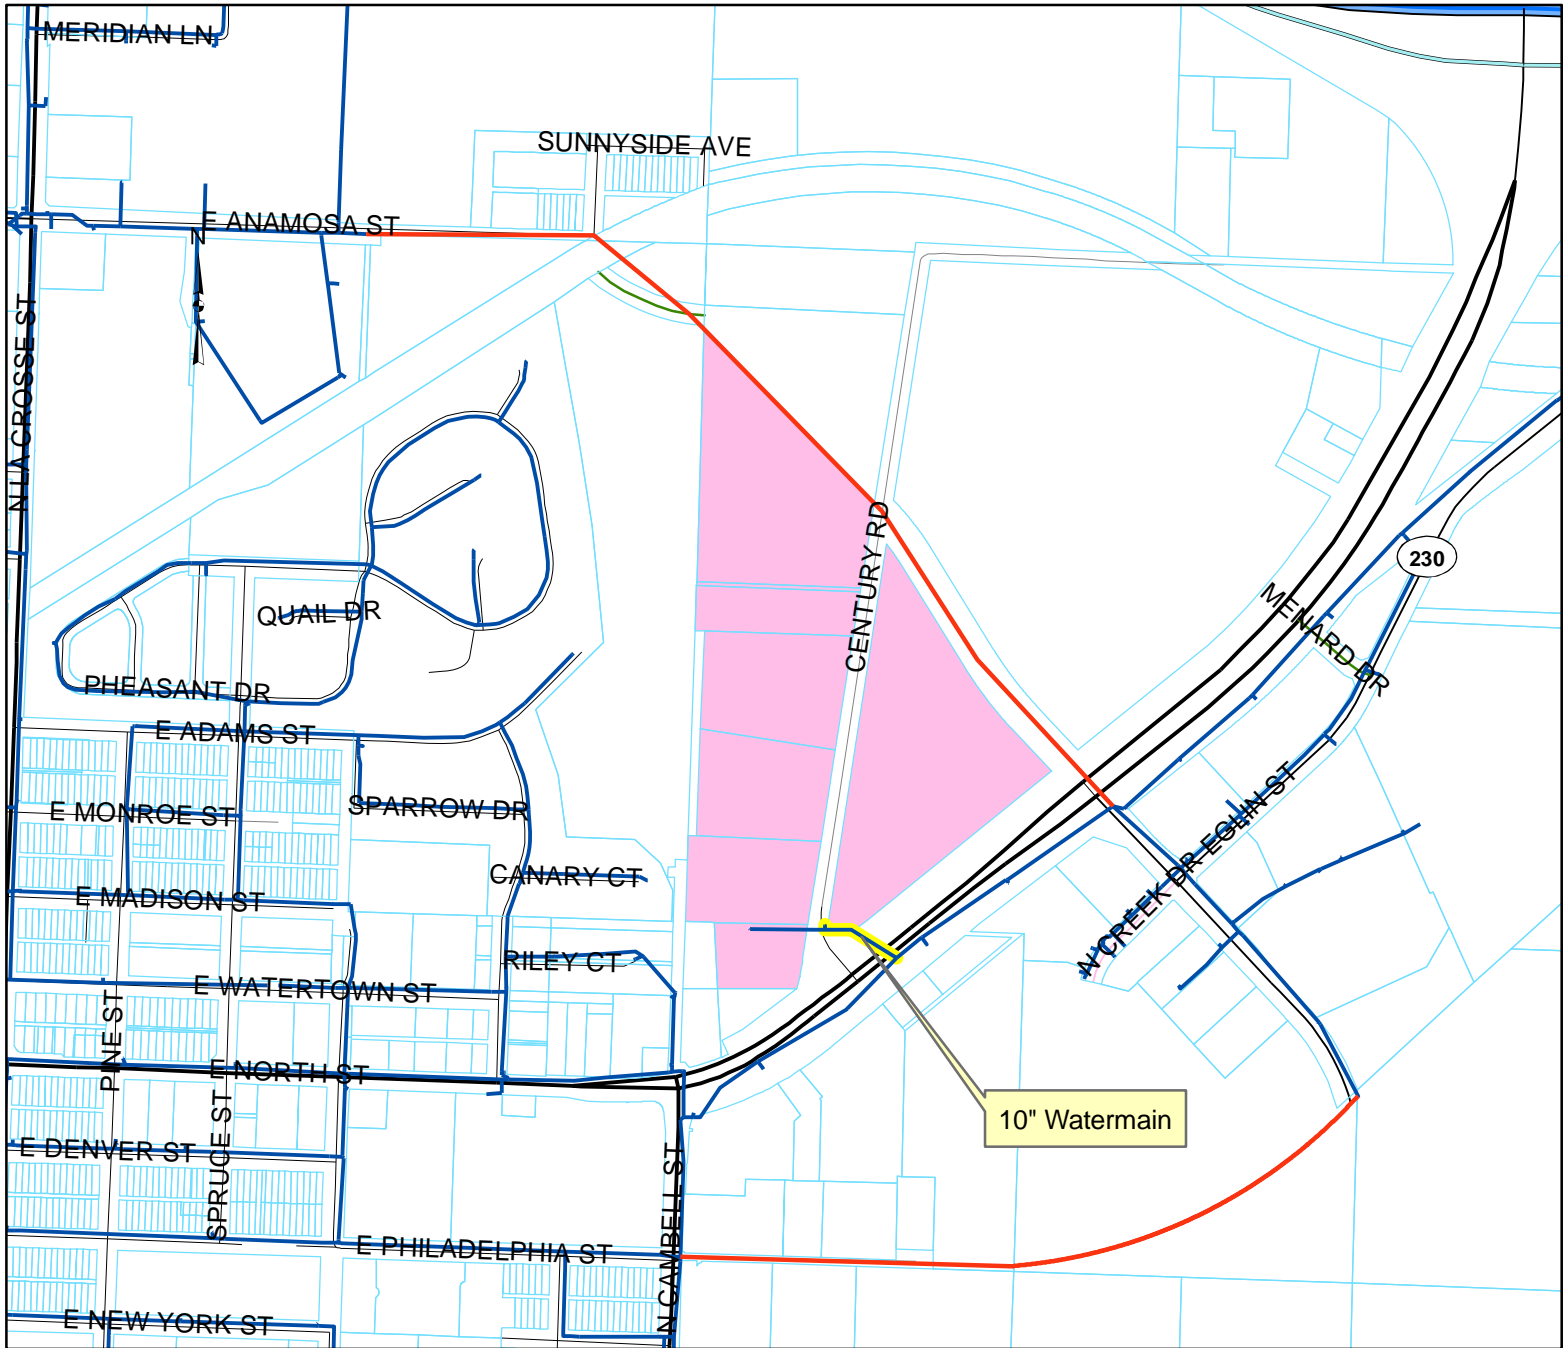 MERIDIAN LN
SUNNYSIDE AVE
E ANAMOSA ST
N
N LA CROSSE ST
CENTURY RD
230
MENARD DR
QUAIL DR
PHEASANT DR
E ADAMS ST
E MONROE ST
SPARROW DR
N CREEK DR EGLIN ST
CANARY CT
E MADISON ST
RILEY CT
E WATERTOWN ST
PINE ST
E NORTH ST
10" Watermain
SPRUCE ST
E DENVER ST
N CAMBELL ST
E PHILADELPHIA ST
E NEW YORK ST